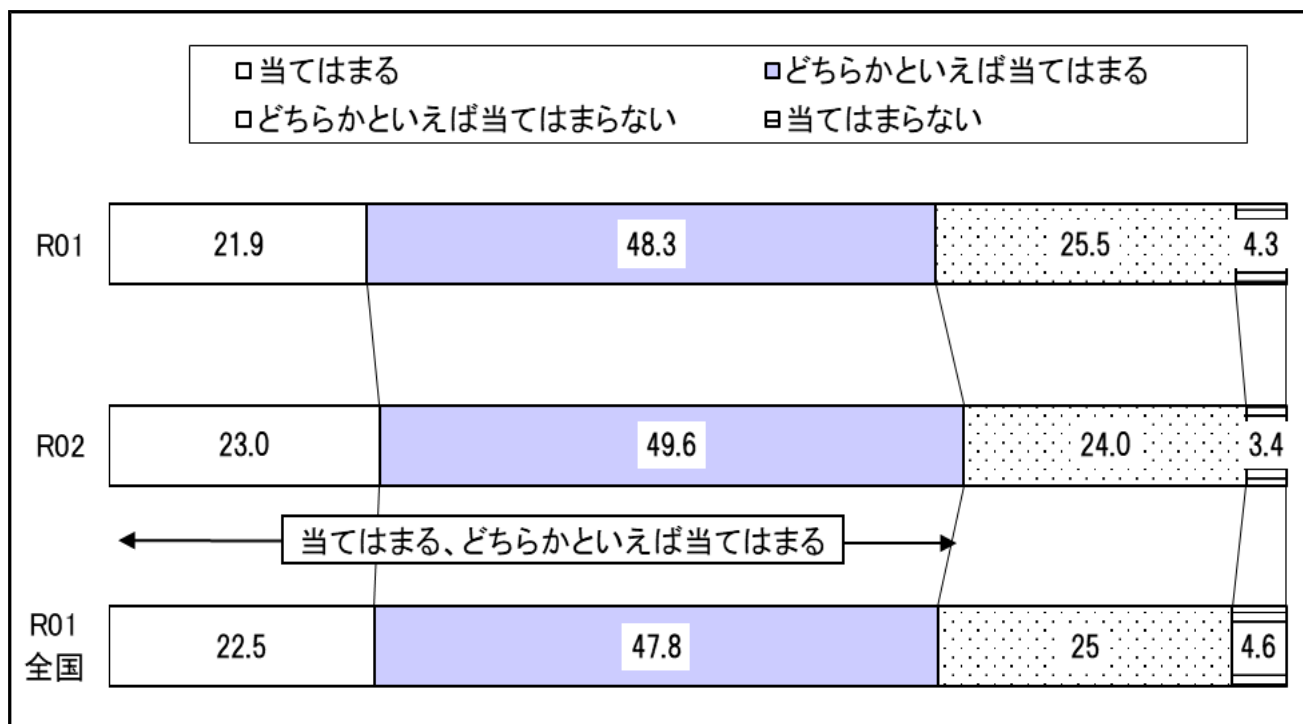 当てはまる
どちらかといえば当てはまる
どちらかといえば当てはまらない
当てはまらない
R01
21.9
48.3
25.5
4.3
R02
23.0
49.6
24.0
3.4
当てはまる、どちらかといえば当てはまる
R01
全国
22.5
47.8
25
4.6